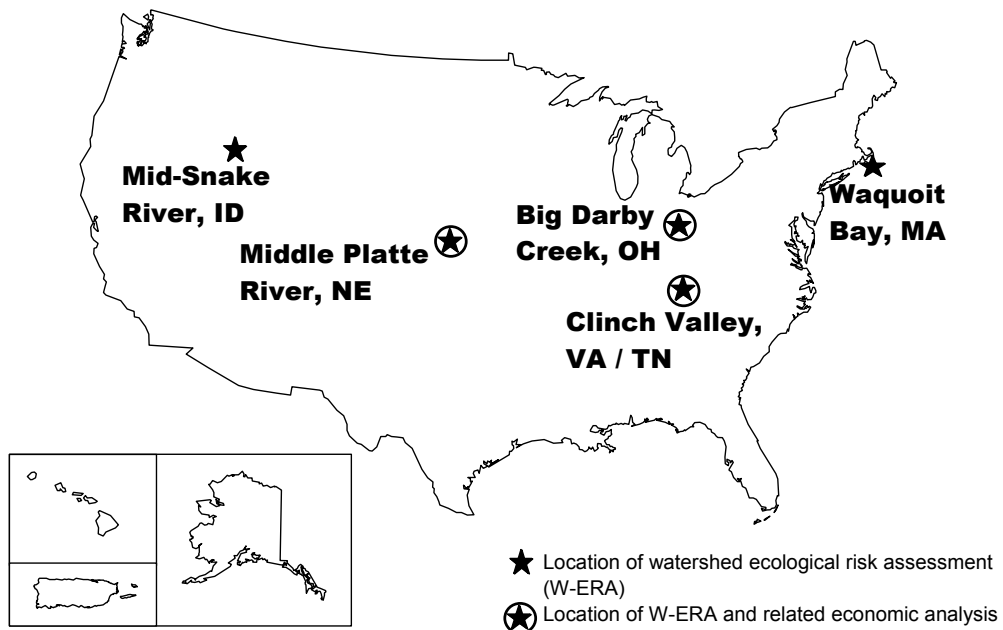 Mid-Snake
River, ID
Middle Platte
River, NE
Big Darby
Creek, OH
Clinch Valley,
VA / TN
Waquoit
Bay, MA
Location of watershed ecological risk assessment
(W-ERA)
Location of W-ERA and related economic analysis